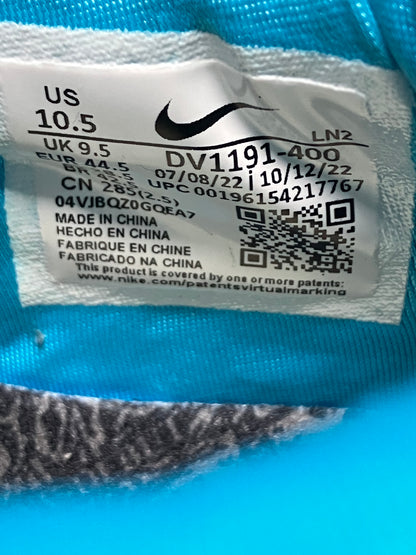 US
10.5
LN2
UK 9.5
DV1191-400
EUR 44.5
07/08/22 | 10/12/22
BR
CN 285(2.5)
UPC 00196154217767
04VJBQZ0GQEA7
MADE IN CHINA
HECHO EN CHINA
FABRIQUE EN CHINE
FABRICADO NA CHINA
This product is covered by one or more patents:
www.nike.com/patentsvirtualmarking